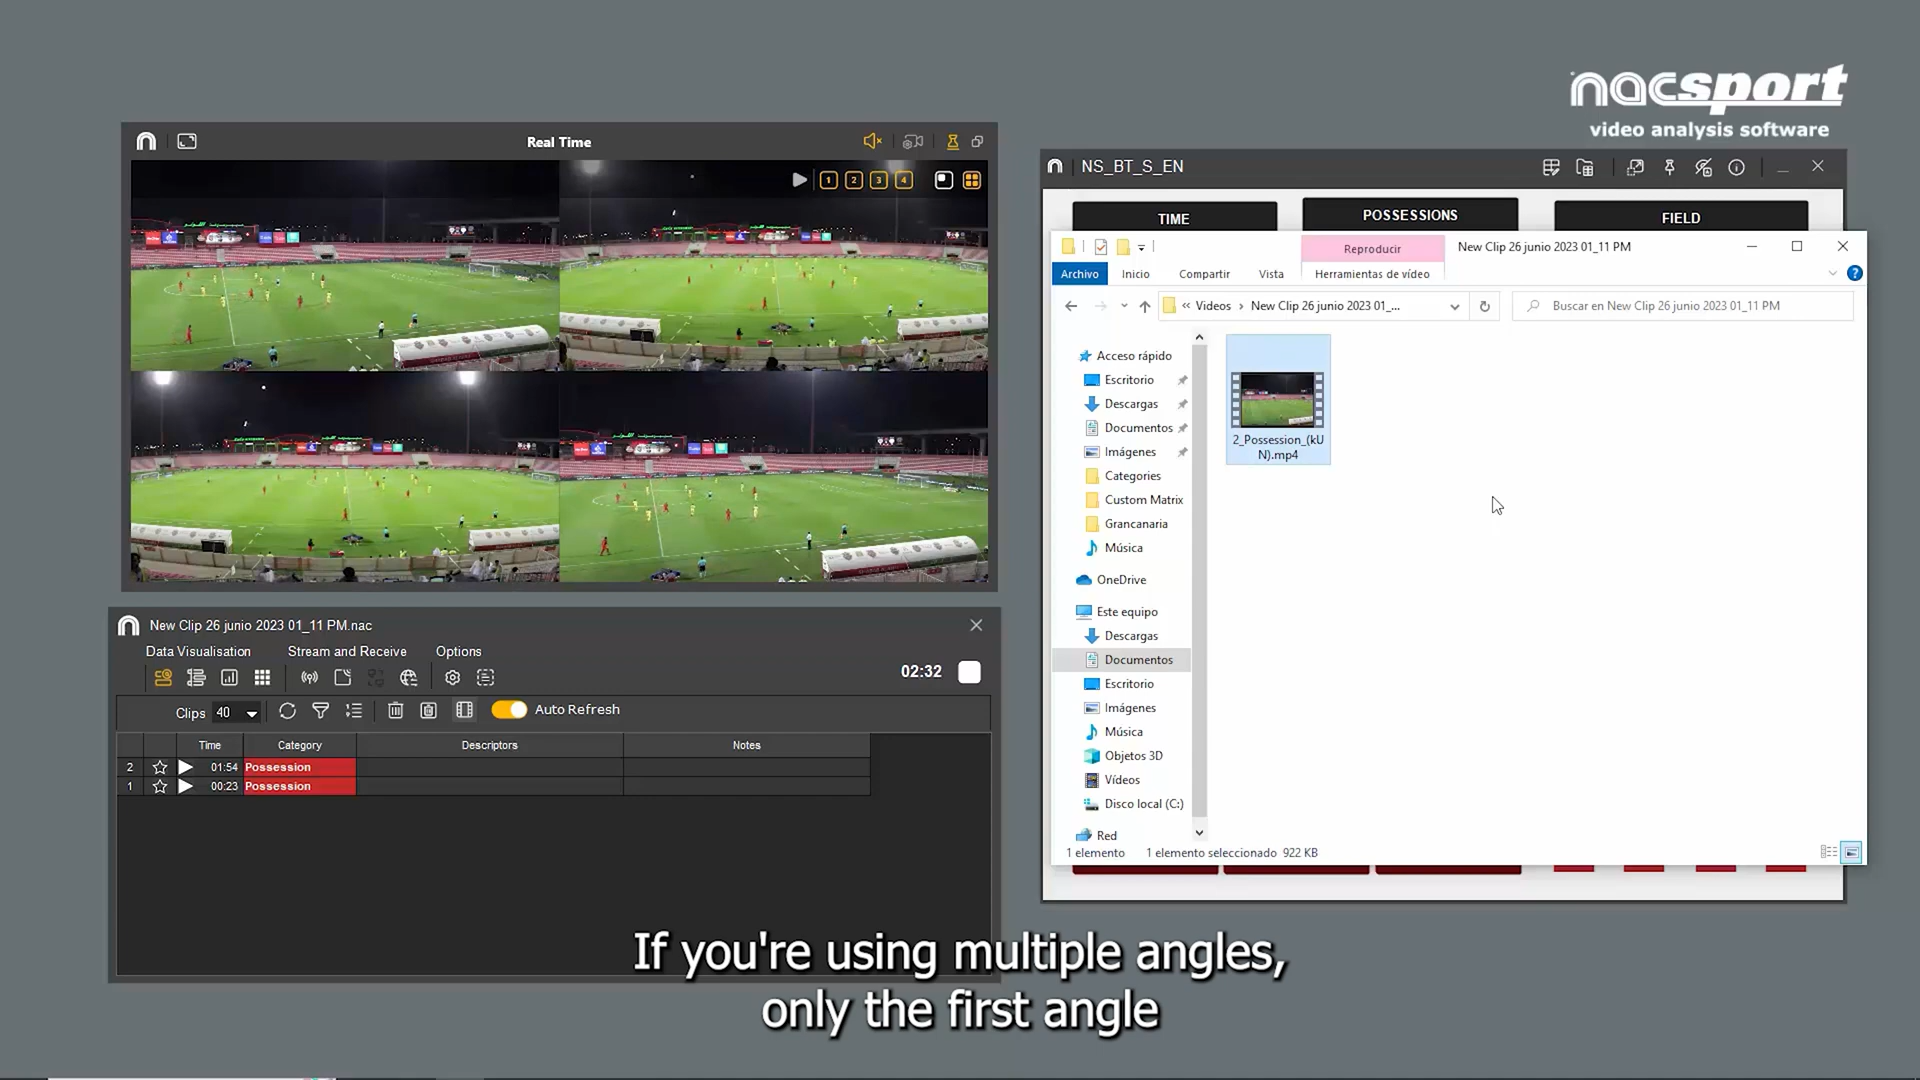 nacsport
video analysis software
Real Time
1 2 3 4
NS_BT_S_EN
TIME
POSSESSIONS
FIELD
Reproducir
New Clip 26 junio 2023 01_11 PM
Archivo
Inicio
Compartir
Vista
Herramientas de vídeo
« Videos › New Clip 26 junio 2023 01_...
Buscar en New Clip 26 junio 2023 01_11 PM
Acceso rápido
Escritorio
Descargas
Documentos
Imágenes
Categories
Custom Matrix
Grancanaria
Música
OneDrive
Este equipo
Descargas
Documentos
Escritorio
Imágenes
Música
Objetos 3D
Vídeos
Disco local (C:)
Red
2_Possession_(kU
N).mp4
1 elemento
1 elemento seleccionado 922 KB
New Clip 26 junio 2023 01_11 PM.nac
Data Visualisation
Stream and Receive
Options
02:32
Clips 40
Auto Refresh
Time Category Descriptors Notes
2 01:54 Possession
1 00:23 Possession
If you're using multiple angles,
only the first angle